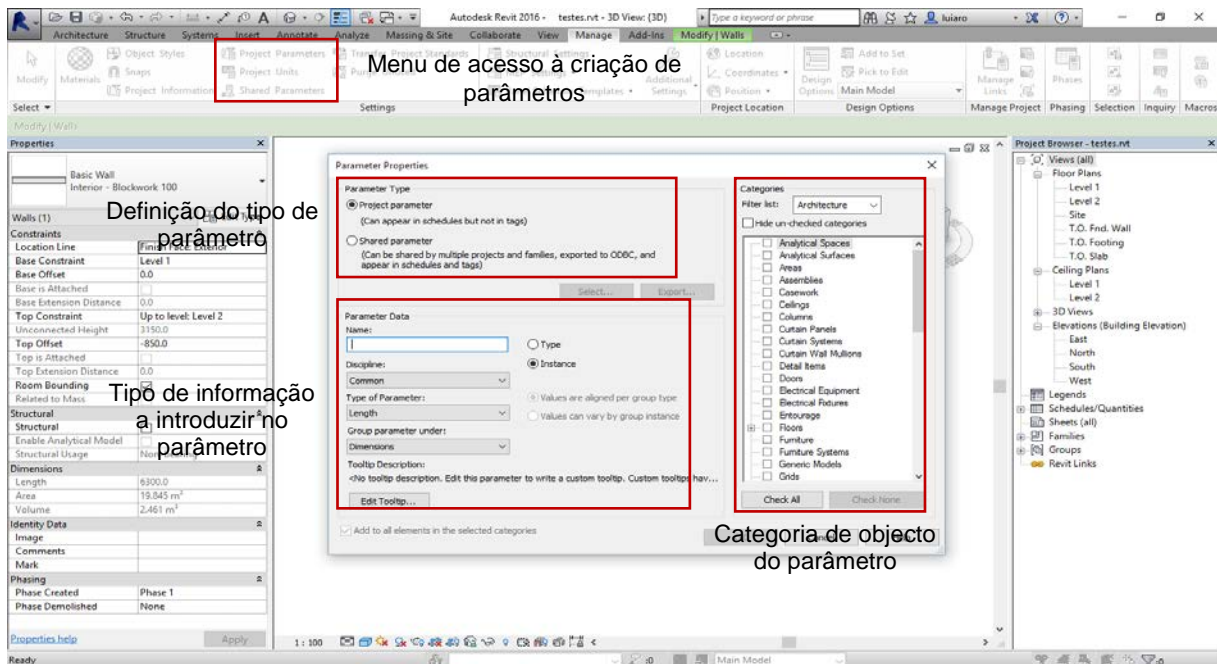 Autodesk Revit 2016 - testes.rvt - 3D View: {3D}
Type a keyword or phrase
luiaro
Architecture Structure Systems Insert Annotate Analyze Massing & Site Collaborate View Manage Add-Ins Modify | Walls
Modify
Materials
Object Styles
Snaps
Project Information
Project Parameters
Project Units
Shared Parameters
Transfer Project Standards
Structural Settings
Additional Settings
Menu de acesso à criação de
parâmetros
Location
Coordinates
Position
Design Options
Add to Set
Pick to Edit
Main Model
Manage Links
Phases
Select
Settings
Project Location
Design Options
Manage Project
Phasing
Selection
Inquiry
Macros
Modify | Walls
Properties
Basic Wall
Interior - Blockwork 100
Walls (1)
Definição do tipo de
parâmetro
Constraints
Location Line Finish Face: Exterior
Base Constraint Level 1
Base Offset 0.0
Base is Attached
Base Extension Distance 0.0
Top Constraint Up to level: Level 2
Unconnected Height 3150.0
Top Offset -850.0
Top is Attached
Top Extension Distance 0.0
Room Bounding
Related to Mass
Tipo de informação
a introduzir no
parâmetro
Structural
Structural
Enable Analytical Model
Structural Usage
Dimensions
Length 6300.0
Area 19.845 m²
Volume 2.461 m³
Identity Data
Image
Comments
Mark
Phasing
Phase Created Phase 1
Phase Demolished None
Properties help
Apply
Parameter Properties
Parameter Type
Project parameter
(Can appear in schedules but not in tags)
Shared parameter
(Can be shared by multiple projects and families, exported to ODBC, and
appear in schedules and tags)
Select...
Export...
Parameter Data
Name:
Type
Discipline:
Instance
Common
Type of Parameter:
Values are aligned per group type
Length
Values can vary by group instance
Group parameter under:
Dimensions
Tooltip Description:
<No tooltip description. Edit this parameter to write a custom tooltip. Custom tooltips hav...
Edit Tooltip...
Add to all elements in the selected categories
Categories
Filter list: Architecture
Hide un-checked categories
Analytical Spaces
Analytical Surfaces
Areas
Assemblies
Casework
Ceilings
Columns
Curtain Panels
Curtain Systems
Curtain Wall Mullions
Detail Items
Doors
Electrical Equipment
Electrical Fixtures
Entourage
Floors
Furniture
Furniture Systems
Generic Models
Grids
Check All
Check None
Categoria de objecto
do parâmetro
Project Browser - testes.rvt
Views (all)
Floor Plans
Level 1
Level 2
Site
T.O. Fnd. Wall
T.O. Footing
T.O. Slab
Ceiling Plans
Level 1
Level 2
3D Views
Elevations (Building Elevation)
East
North
South
West
Legends
Schedules/Quantities
Sheets (all)
Families
Groups
Revit Links
1 : 100
Ready
:0
Main Model
:0